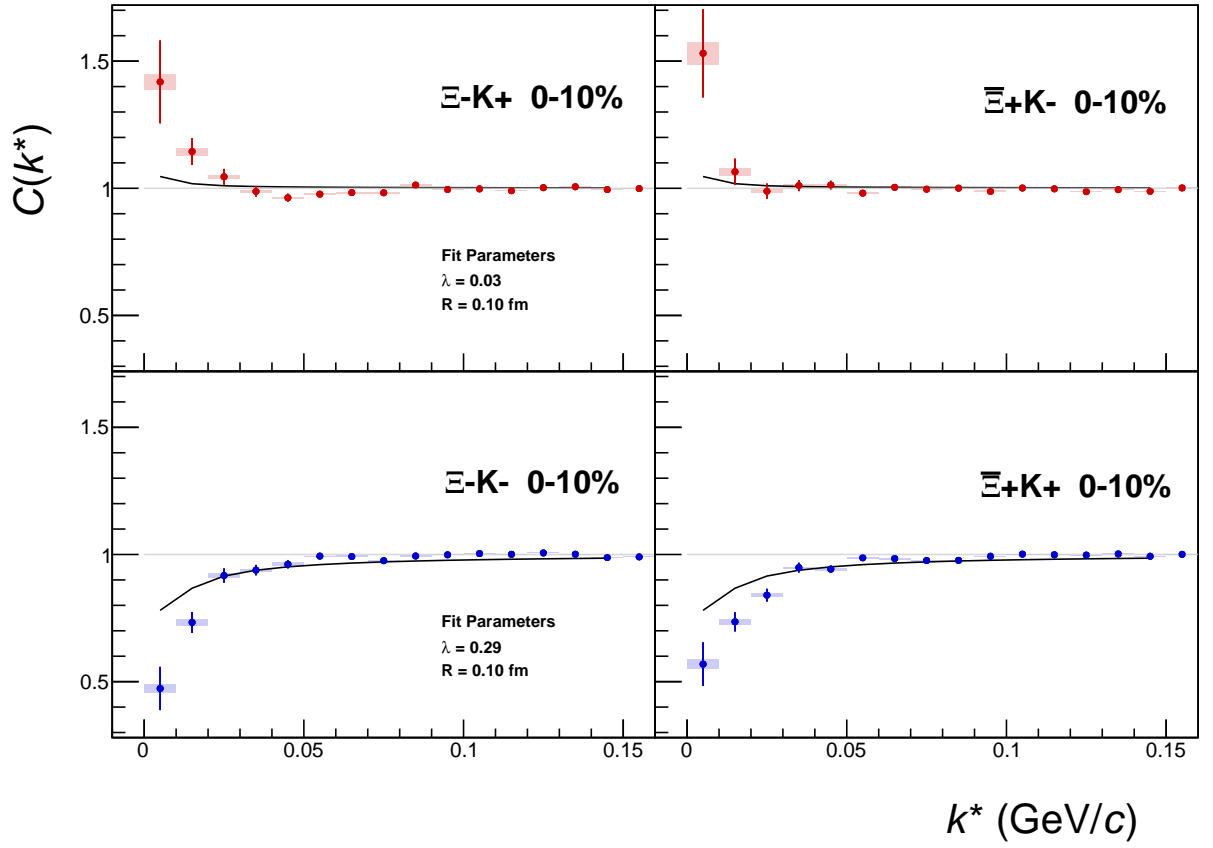 C(k*)
1.5
1
0.5
Ξ-K+ 0-10%
Fit Parameters
λ = 0.03
R = 0.10 fm
Ξ̅+K- 0-10%
1.5
1
0.5
Ξ-K- 0-10%
Fit Parameters
λ = 0.29
R = 0.10 fm
Ξ̅+K+ 0-10%
0 0.05 0.1 0.15
0 0.05 0.1 0.15
k* (GeV/c)